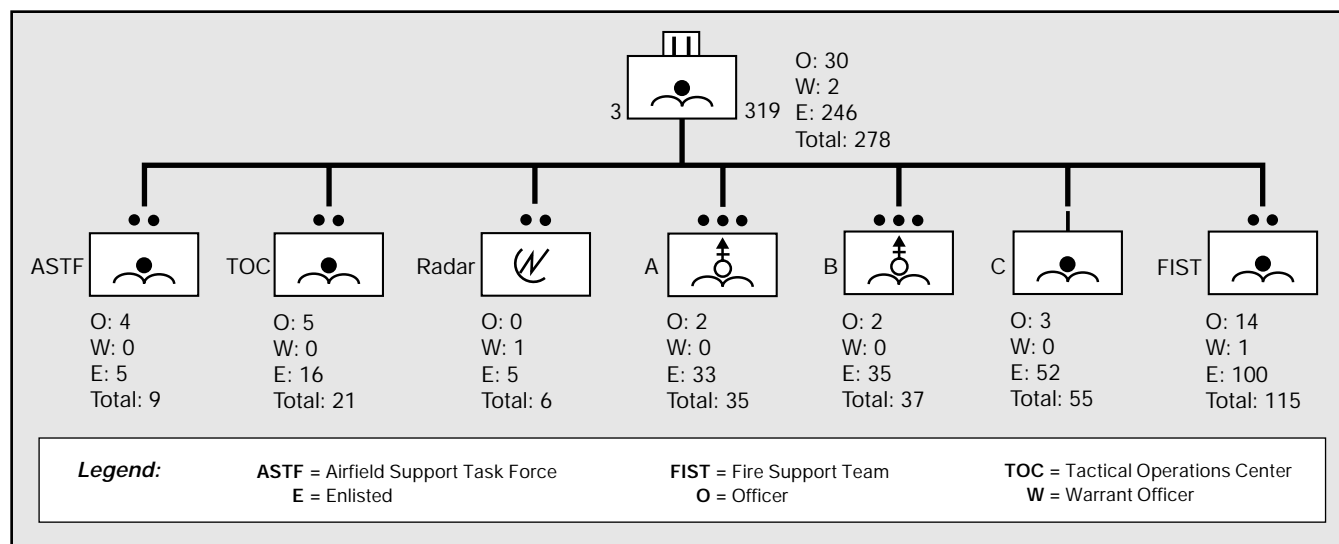 O: 30
W: 2
E: 246
Total: 278
3 319
ASTF
O: 4
W: 0
E: 5
Total: 9
TOC
O: 5
W: 0
E: 16
Total: 21
Radar
O: 0
W: 1
E: 5
Total: 6
A
O: 2
W: 0
E: 33
Total: 35
B
O: 2
W: 0
E: 35
Total: 37
C
O: 3
W: 0
E: 52
Total: 55
FIST
O: 14
W: 1
E: 100
Total: 115
Legend:
ASTF = Airfield Support Task Force
E = Enlisted
FIST = Fire Support Team
O = Officer
TOC = Tactical Operations Center
W = Warrant Officer